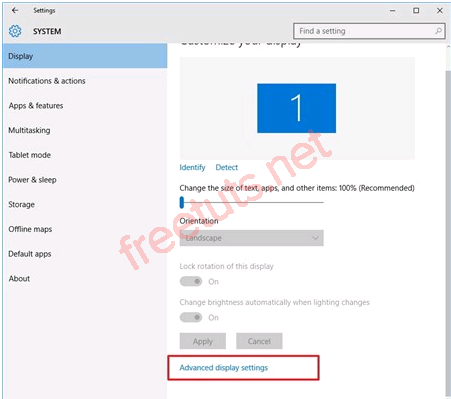 Settings
SYSTEM
Find a setting
Customize your display
Display
Notifications & actions
Apps & features
Multitasking
Tablet mode
Power & sleep
Storage
Offline maps
Default apps
About
1
Identify Detect
Change the size of text, apps, and other items: 100% (Recommended)
Orientation
Landscape
Lock rotation of this display
On
Change brightness automatically when lighting changes
On
Apply Cancel
Advanced display settings
freetuts.net